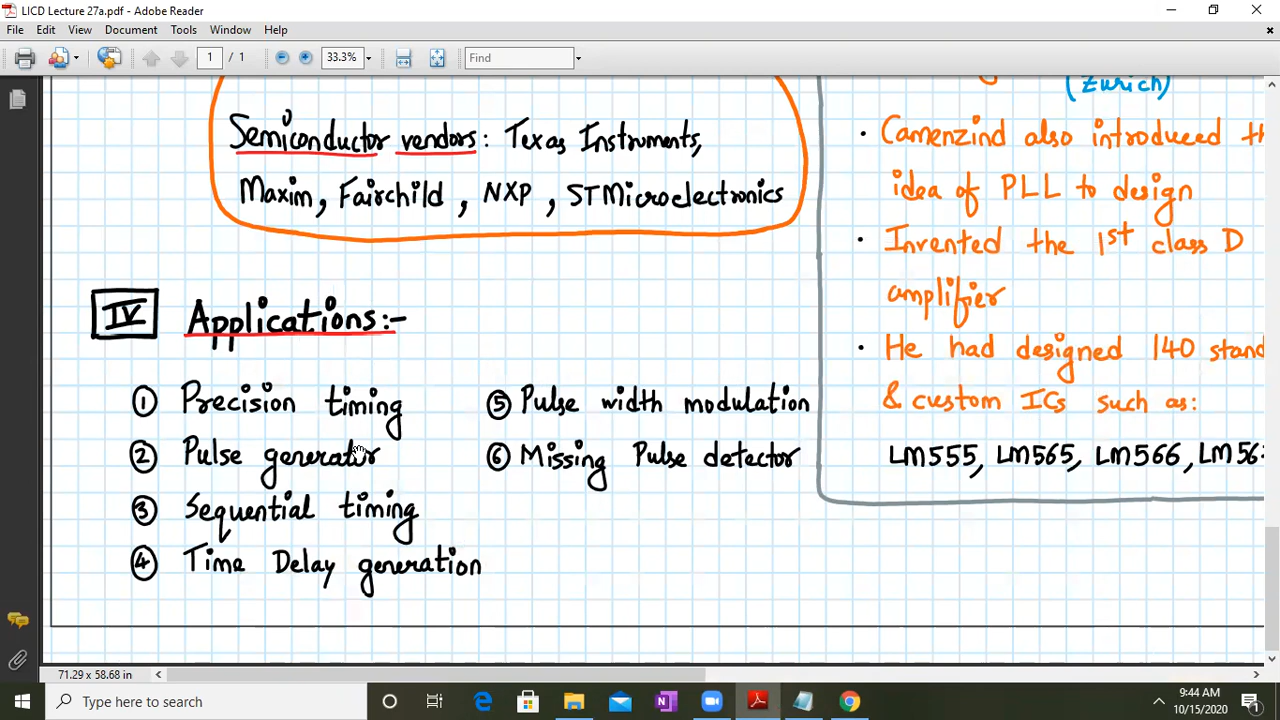 LICD Lecture 27a.pdf - Adobe Reader
File Edit View Document Tools Window Help
1 / 1 33.3% Find
Semiconductor vendors: Texas Instruments,
Maxim, Fairchild, NXP, STMicroelectronics
IV Applications:-
① Precision timing
② Pulse generator
③ Sequential timing
④ Time Delay generation
⑤ Pulse width modulation
⑥ Missing Pulse detector
(Zurich)
• Camenzind also introduced th
idea of PLL to design
• Invented the 1st class D
amplifier
• He had designed 140 stand
& custom ICs such as:
LM555, LM565, LM566, LM56
71.29 x 58.68 in
Type here to search
9:44 AM
10/15/2020